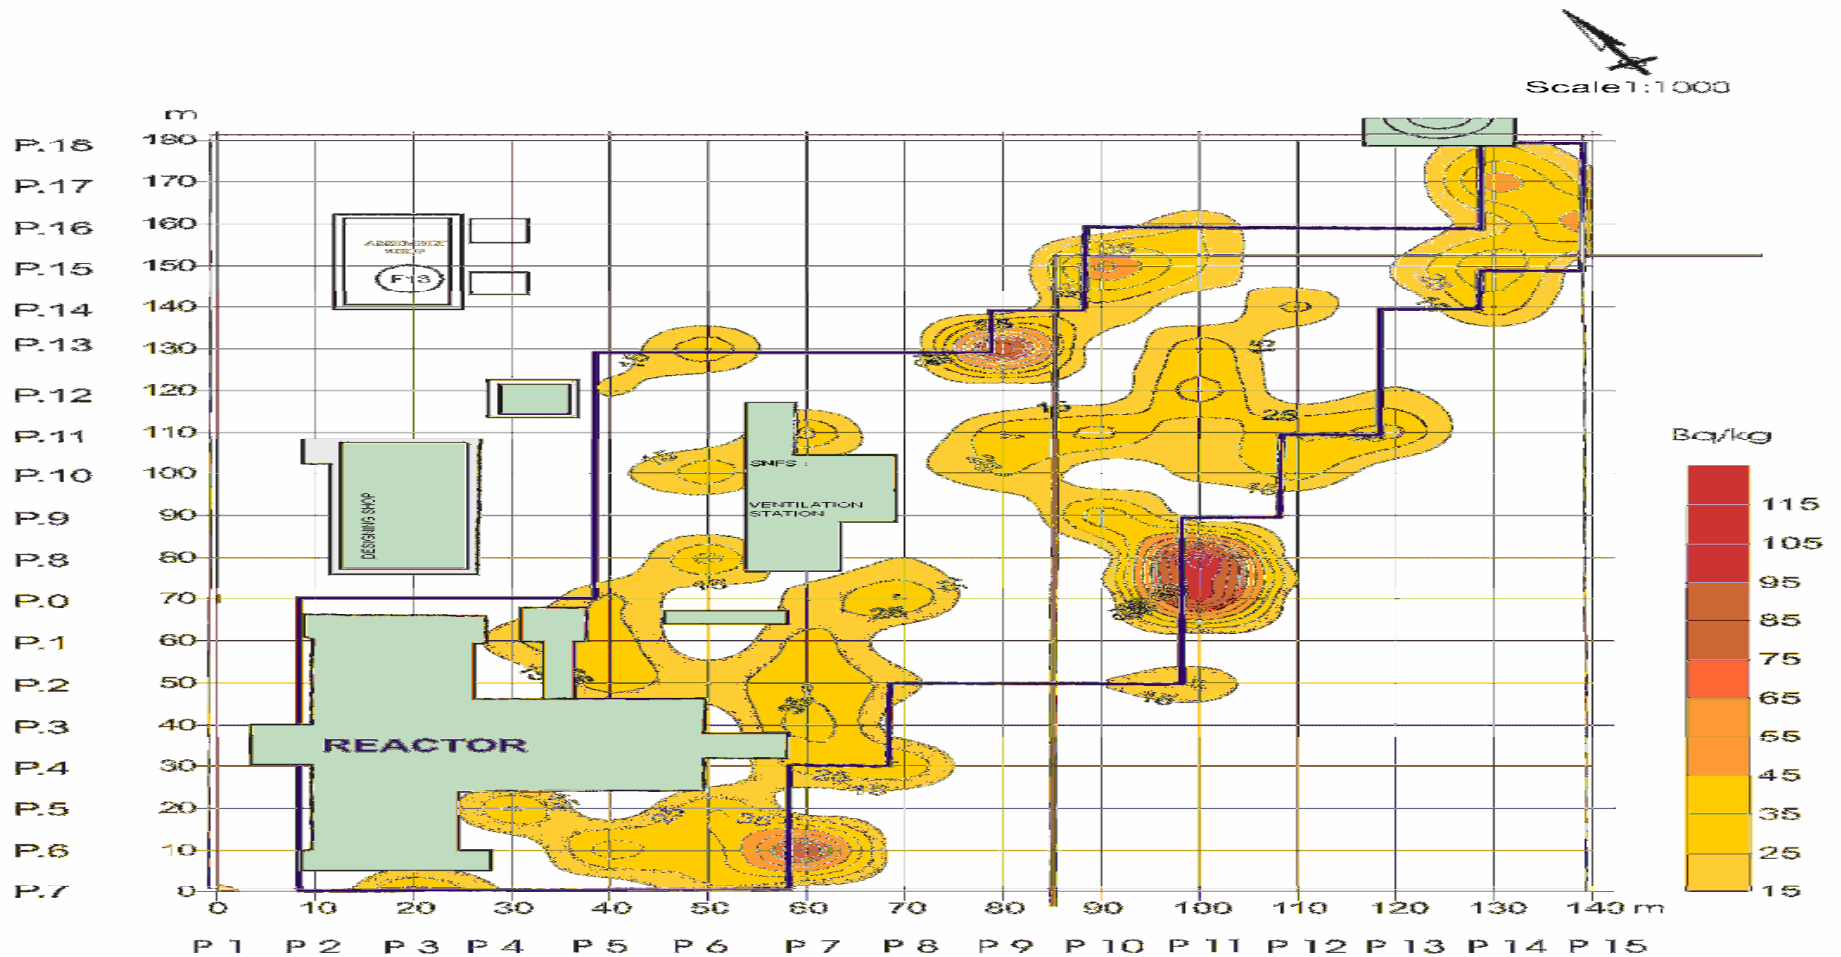 Scale 1:1000
m
P.18 180
P.17 170
P.16 160
P.15 150
P.14 140
P.13 130
P.12 120
P.11 110
P.10 100
P.9 90
P.8 80
P.0 70
P.1 60
P.2 50
P.3 40
P.4 30
P.5 20
P.6 10
P.7 0
F13
DESIGNING SHOP
SNFS :
VENTILATION
STATION
REACTOR
15
25
Bq/kg
115
105
95
85
75
65
55
45
35
25
15
0 10 20 30 40 50 60 70 80 90 100 110 120 130 140 m
P 1 P 2 P 3 P 4 P 5 P 6 P 7 P 8 P 9 P 10 P 11 P 12 P 13 P 14 P 15